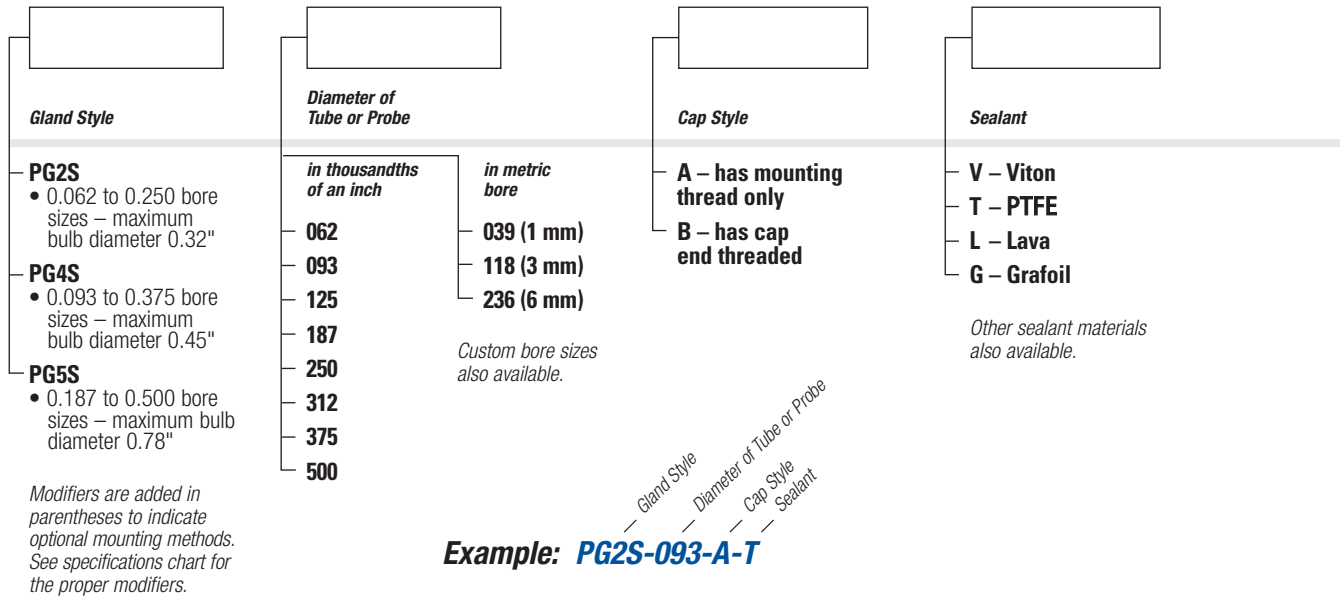 Gland Style
PG2S
• 0.062 to 0.250 bore
sizes – maximum
bulb diameter 0.32"
PG4S
• 0.093 to 0.375 bore
sizes – maximum
bulb diameter 0.45"
PG5S
• 0.187 to 0.500 bore
sizes – maximum bulb
diameter 0.78"
Modifiers are added in
parentheses to indicate
optional mounting methods.
See specifications chart for
the proper modifiers.
Diameter of
Tube or Probe
in thousandths
of an inch
062
093
125
187
250
312
375
500
in metric
bore
039 (1 mm)
118 (3 mm)
236 (6 mm)
Custom bore sizes
also available.
Cap Style
A – has mounting
thread only
B – has cap
end threaded
Sealant
V – Viton
T – PTFE
L – Lava
G – Grafoil
Other sealant materials
also available.
Gland Style
Diameter of Tube or Probe
Cap Style
Sealant
Example: PG2S-093-A-T